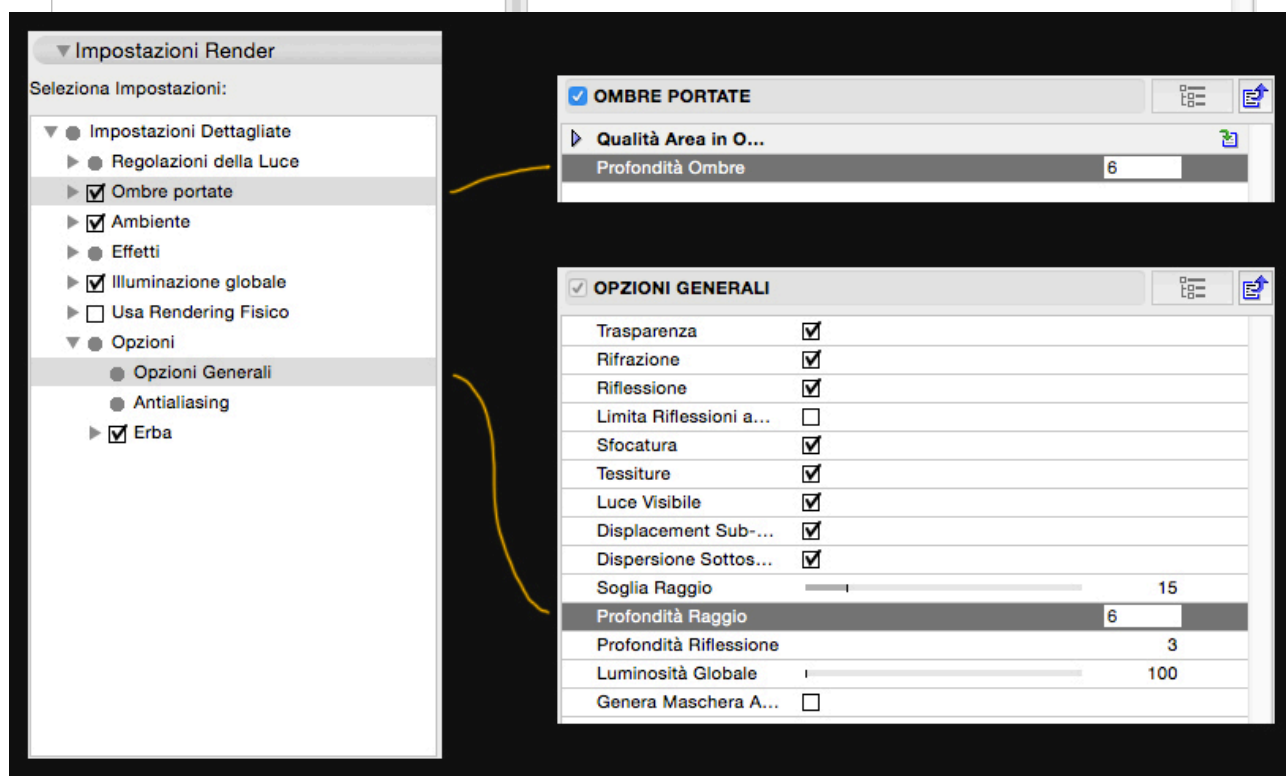 Impostazioni Render
Seleziona Impostazioni:
Impostazioni Dettagliate
Regolazioni della Luce
Ombre portate
Ambiente
Effetti
Illuminazione globale
Usa Rendering Fisico
Opzioni
Opzioni Generali
Antialiasing
Erba
OMBRE PORTATE
Qualità Area in O...
Profondità Ombre 6
OPZIONI GENERALI
Trasparenza
Rifrazione
Riflessione
Limita Riflessioni a...
Sfocatura
Tessiture
Luce Visibile
Displacement Sub-...
Dispersione Sottos...
Soglia Raggio 15
Profondità Raggio 6
Profondità Riflessione 3
Luminosità Globale 100
Genera Maschera A...